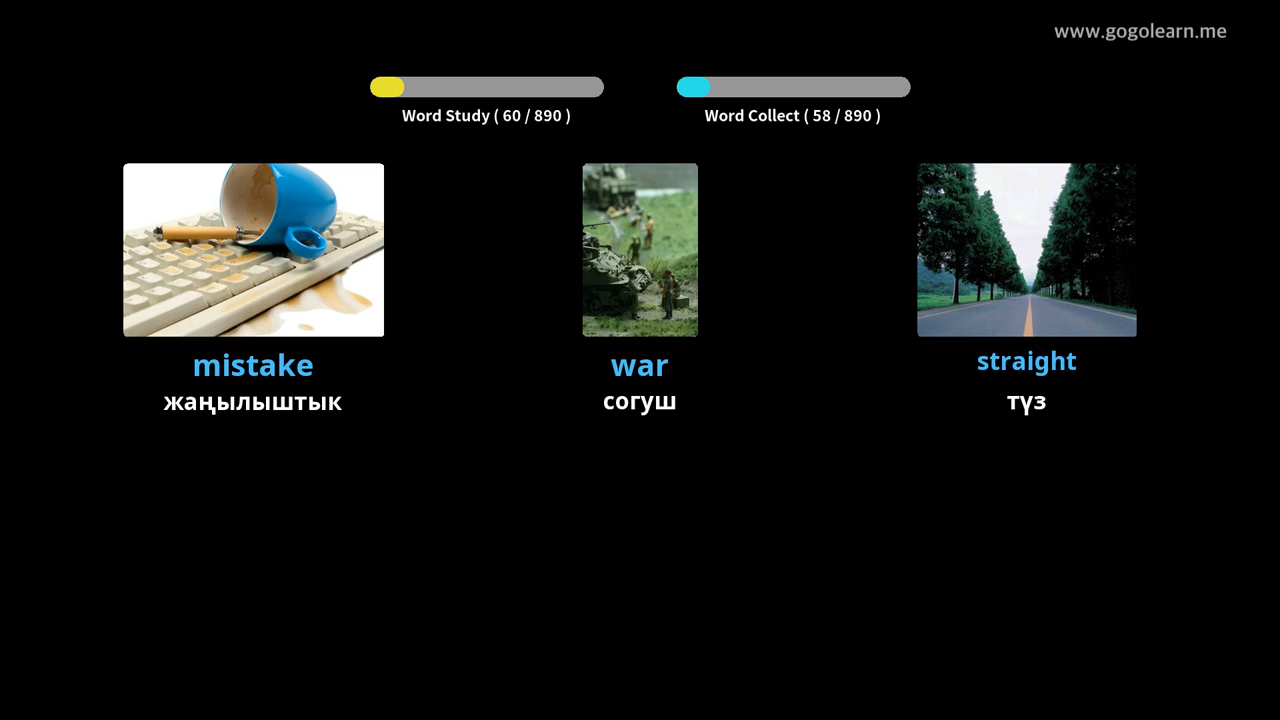 www.gogolearn.me
Word Study ( 60 / 890 )
Word Collect ( 58 / 890 )
mistake
жаңылыштык
war
согуш
straight
түз